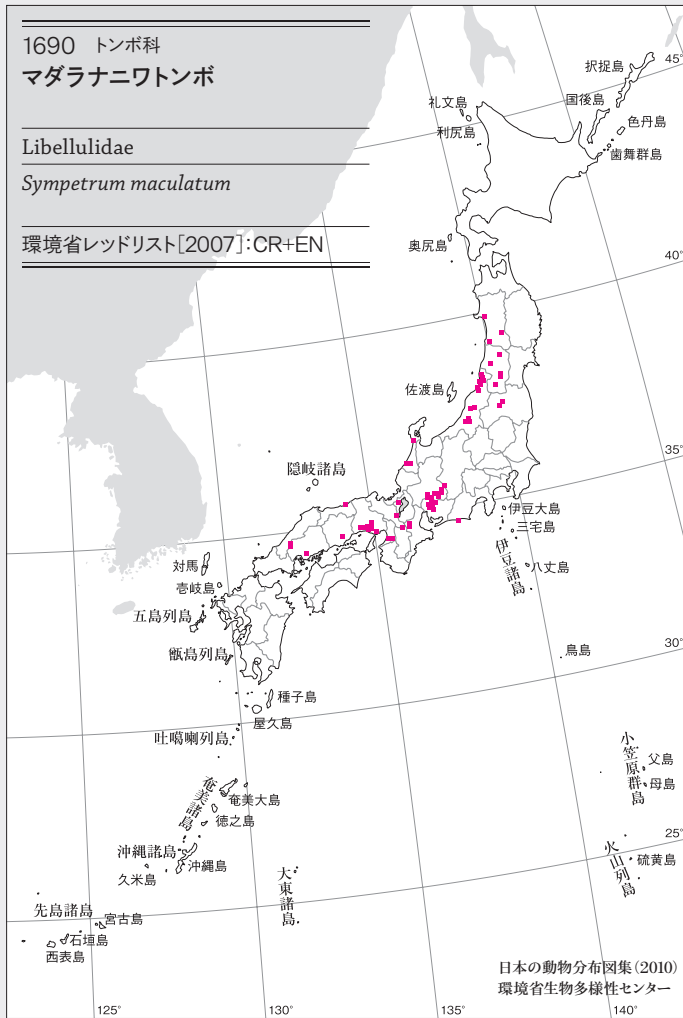 1690 トンボ科
マダラナニワトンボ
Libellulidae
Sympetrum maculatum
環境省レッドリスト[2007]:CR+EN
択捉島
45°
国後島
礼文島
色丹島
利尻島
歯舞群島
奥尻島
40°
佐渡島
35°
隠岐諸島
伊豆大島
三宅島
伊豆諸島
八丈島
対馬
壱岐島
五島列島
甑島列島
鳥島
30°
種子島
屋久島
吐噶喇列島
小笠原群島
父島
母島
奄美諸島
奄美大島
徳之島
25°
沖縄諸島
沖縄島
久米島
火山列島
硫黄島
大東諸島
先島諸島
宮古島
石垣島
西表島
日本の動物分布図集(2010)
環境省生物多様性センター
125°
130°
135°
140°